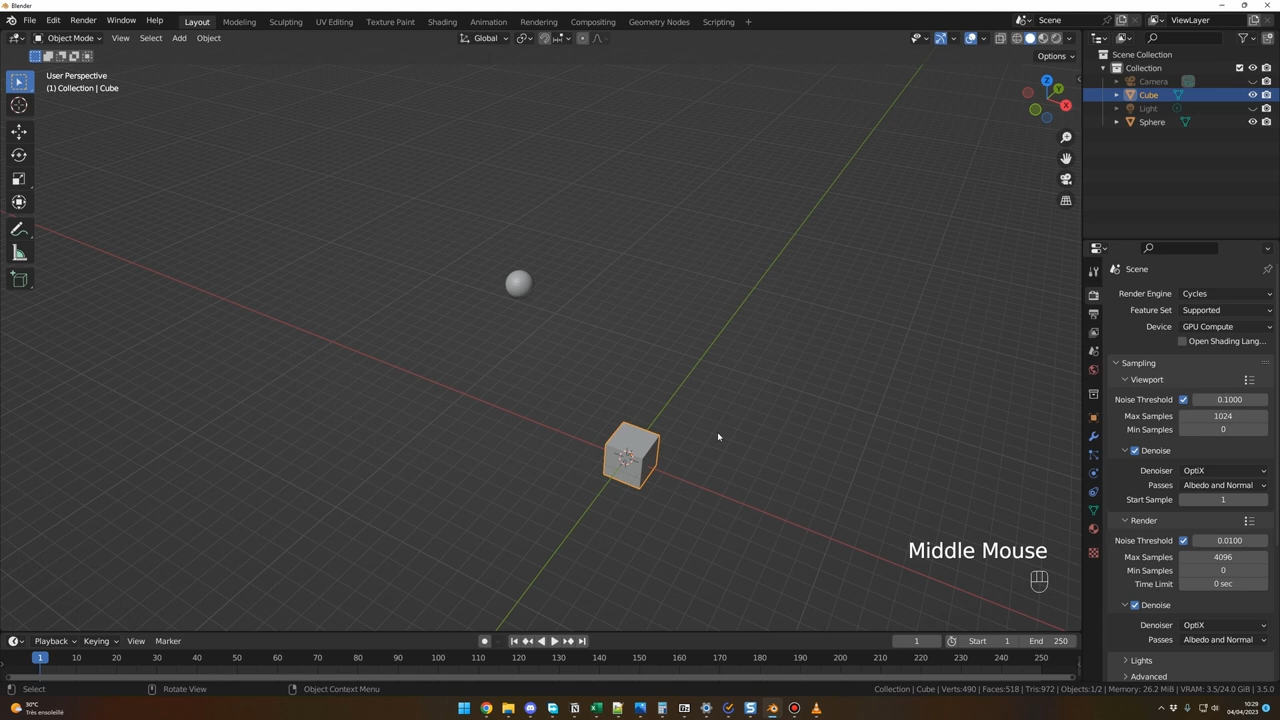 Blender
File Edit Render Window Help Layout Modeling Sculpting UV Editing Texture Paint Shading Animation Rendering Compositing Geometry Nodes Scripting + Scene ViewLayer
Object Mode View Select Add Object Global
Options
User Perspective
(1) Collection | Cube
Z
Y
X
Scene Collection
Collection
Camera
Cube
Light
Sphere
Scene
Render Engine Cycles
Feature Set Supported
Device GPU Compute
Open Shading Lang...
Sampling
Viewport
Noise Threshold 0.1000
Max Samples 1024
Min Samples 0
Denoise
Denoiser OptiX
Passes Albedo and Normal
Start Sample 1
Render
Noise Threshold 0.0100
Max Samples 4096
Min Samples 0
Time Limit 0 sec
Denoise
Denoiser OptiX
Passes Albedo and Normal
Lights
Advanced
Middle Mouse
Playback Keying View Marker 1 Start 1 End 250
1 10 20 30 40 50 60 70 80 90 100 110 120 130 140 150 160 170 180 190 200 210 220 230 240 250
Select Rotate View Object Context Menu Collection | Cube | Verts:490 | Faces:518 | Tris:972 | Objects:1/2 | Memory: 26.2 MiB | VRAM: 3.5/24.0 GiB | 3.5.0
30°C
Très ensoleillé
10:29
04/04/2023